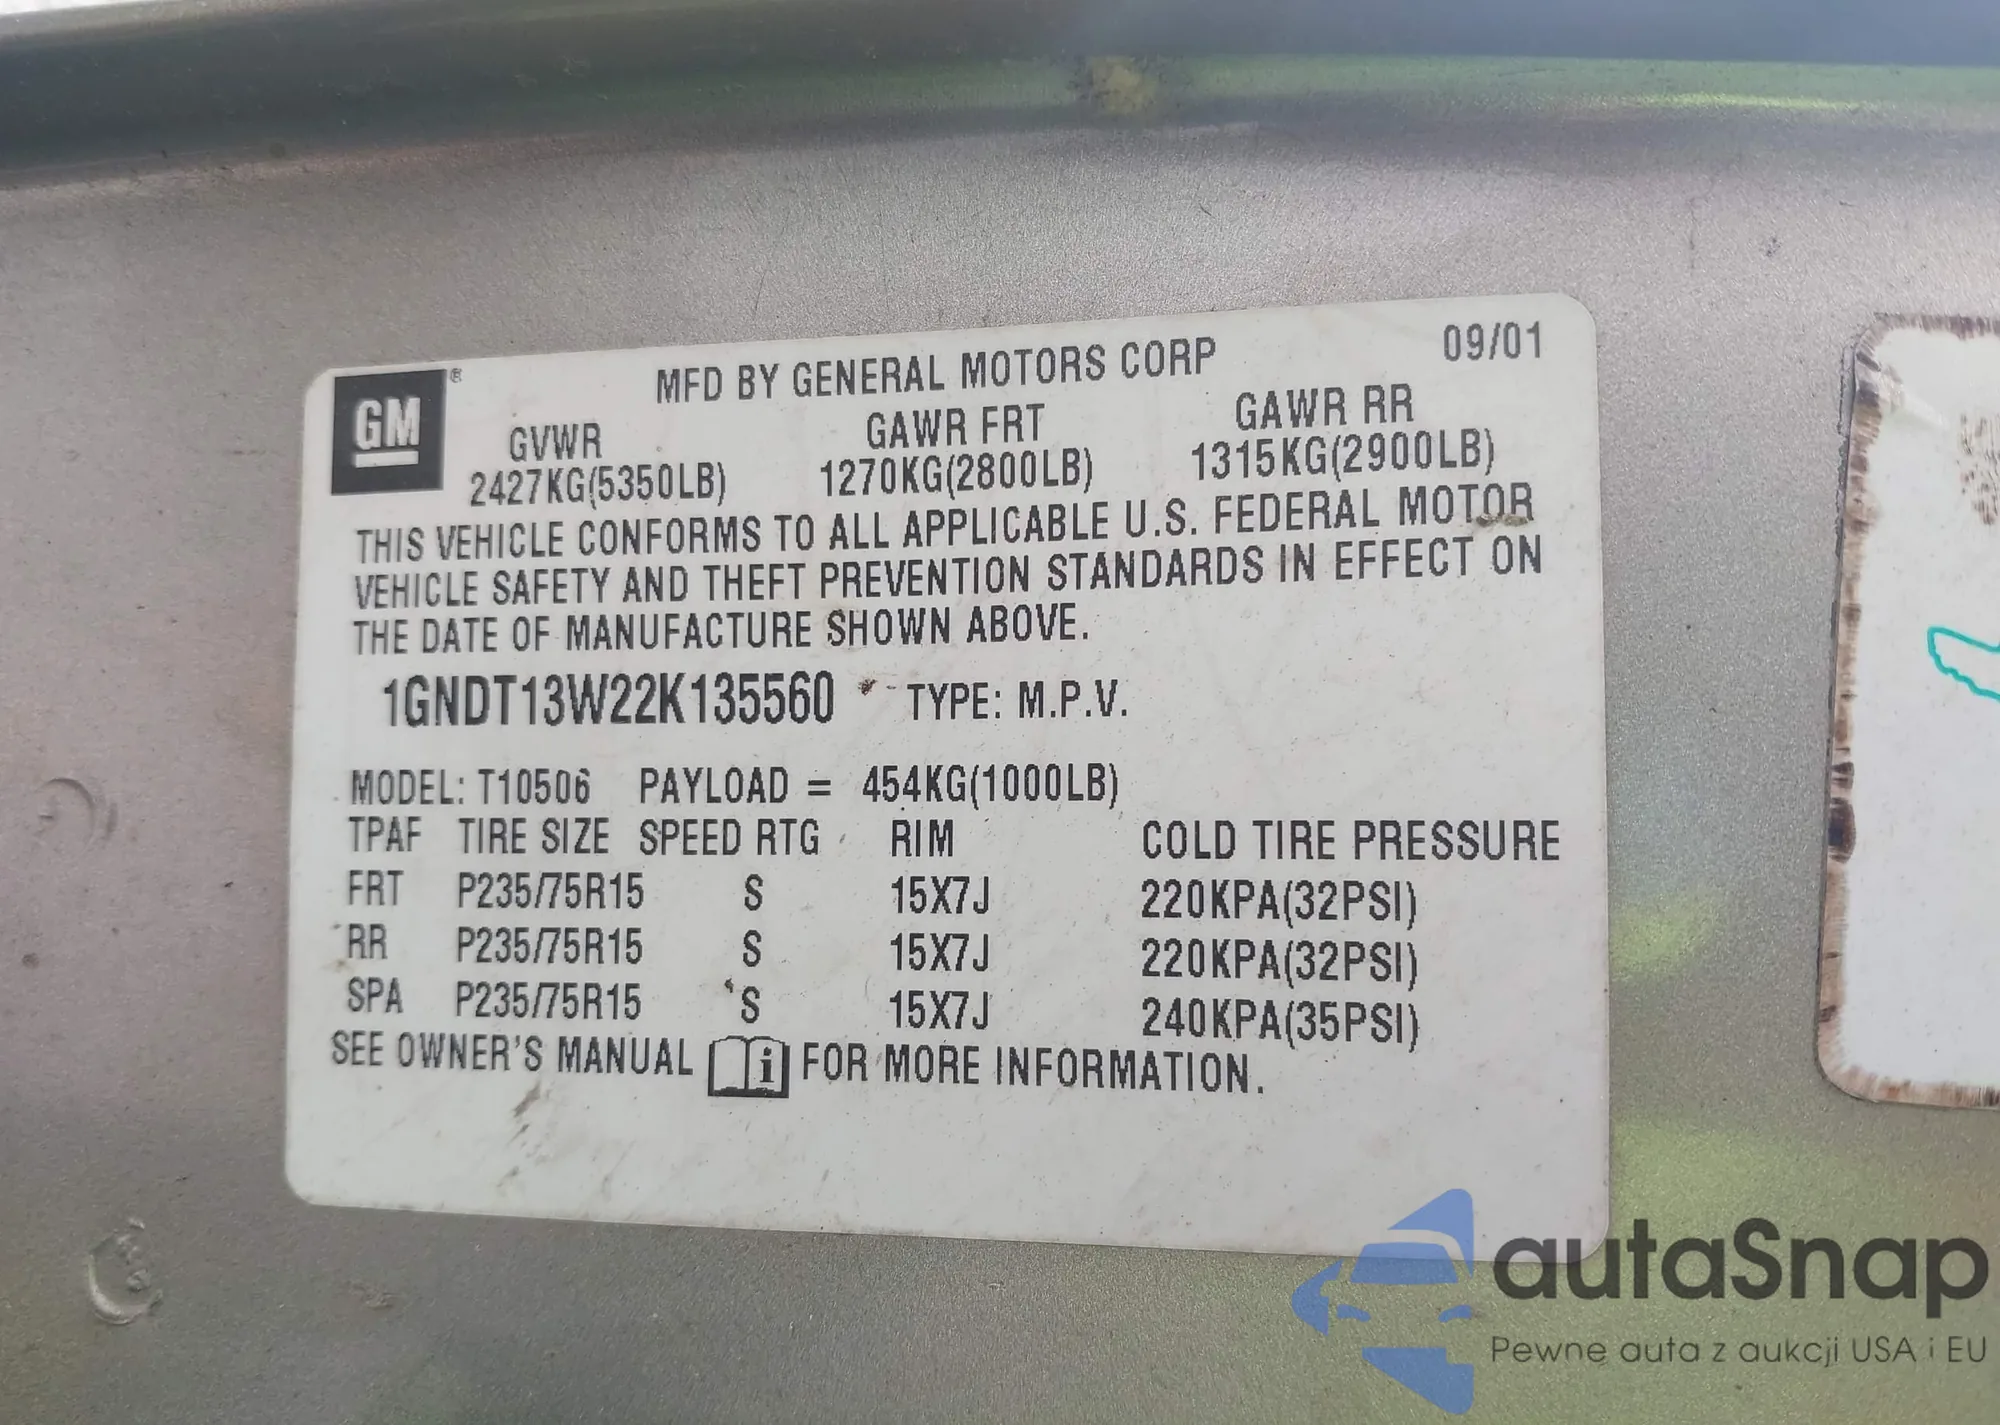 GM ®
MFD BY GENERAL MOTORS CORP 09/01
GVWR GAWR FRT GAWR RR
2427KG(5350LB) 1270KG(2800LB) 1315KG(2900LB)
THIS VEHICLE CONFORMS TO ALL APPLICABLE U.S. FEDERAL MOTOR
VEHICLE SAFETY AND THEFT PREVENTION STANDARDS IN EFFECT ON
THE DATE OF MANUFACTURE SHOWN ABOVE.
1GNDT13W22K135560 TYPE: M.P.V.
MODEL: T10506 PAYLOAD = 454KG(1000LB)
TPAF TIRE SIZE SPEED RTG RIM COLD TIRE PRESSURE
FRT P235/75R15 S 15X7J 220KPA(32PSI)
RR P235/75R15 S 15X7J 220KPA(32PSI)
SPA P235/75R15 S 15X7J 240KPA(35PSI)
SEE OWNER'S MANUAL i FOR MORE INFORMATION.
autaSnap
Pewne auta z aukcji USA i EU